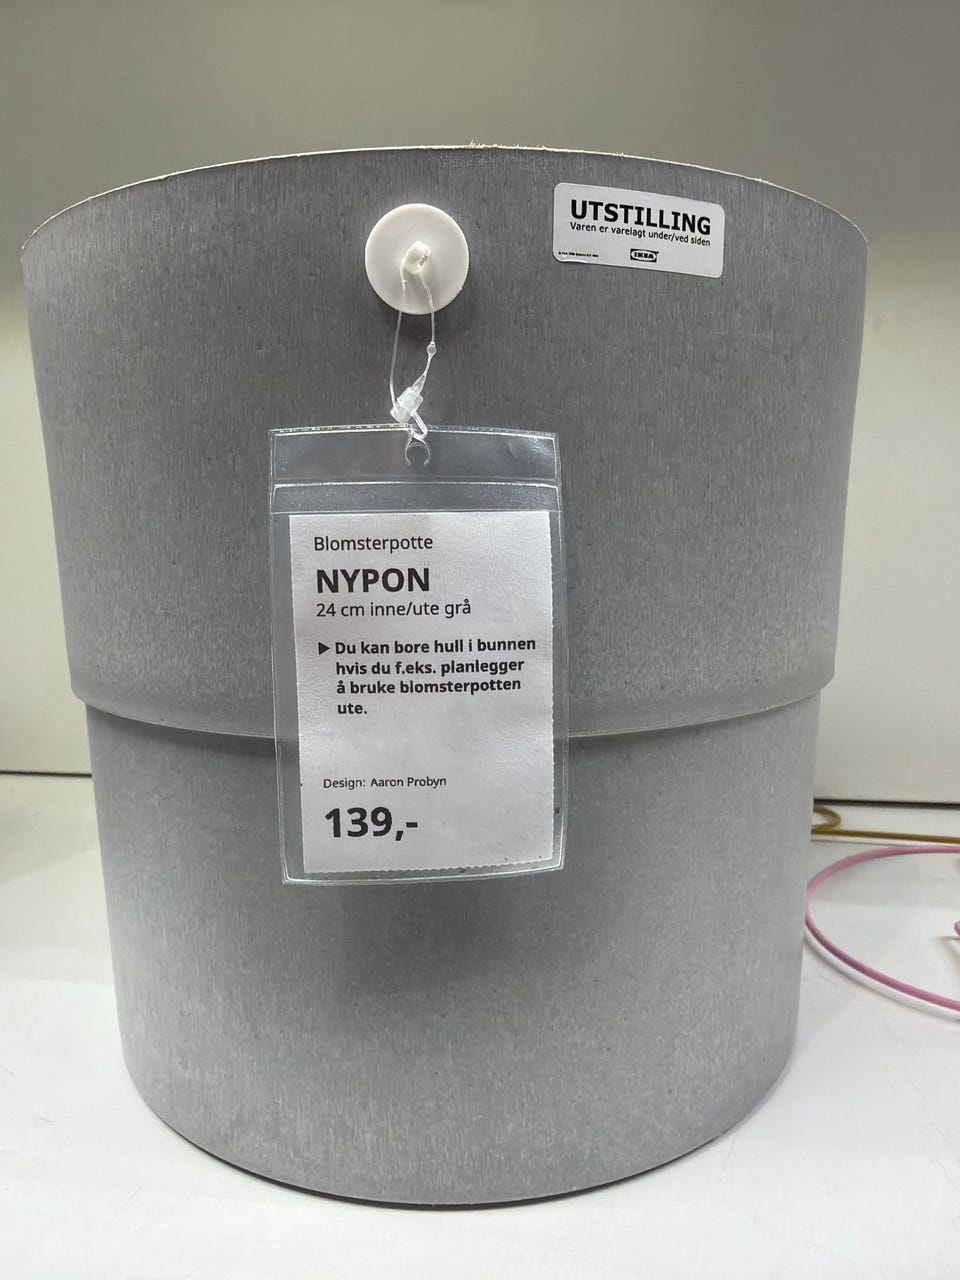 UTSTILLING
Varen er varelagt under/ved siden
IKEA
Blomsterpotte
NYPON
24 cm inne/ute grå
▶ Du kan bore hull i bunnen
hvis du f.eks. planlegger
å bruke blomsterpotten
ute.
Design: Aaron Probyn
139,-